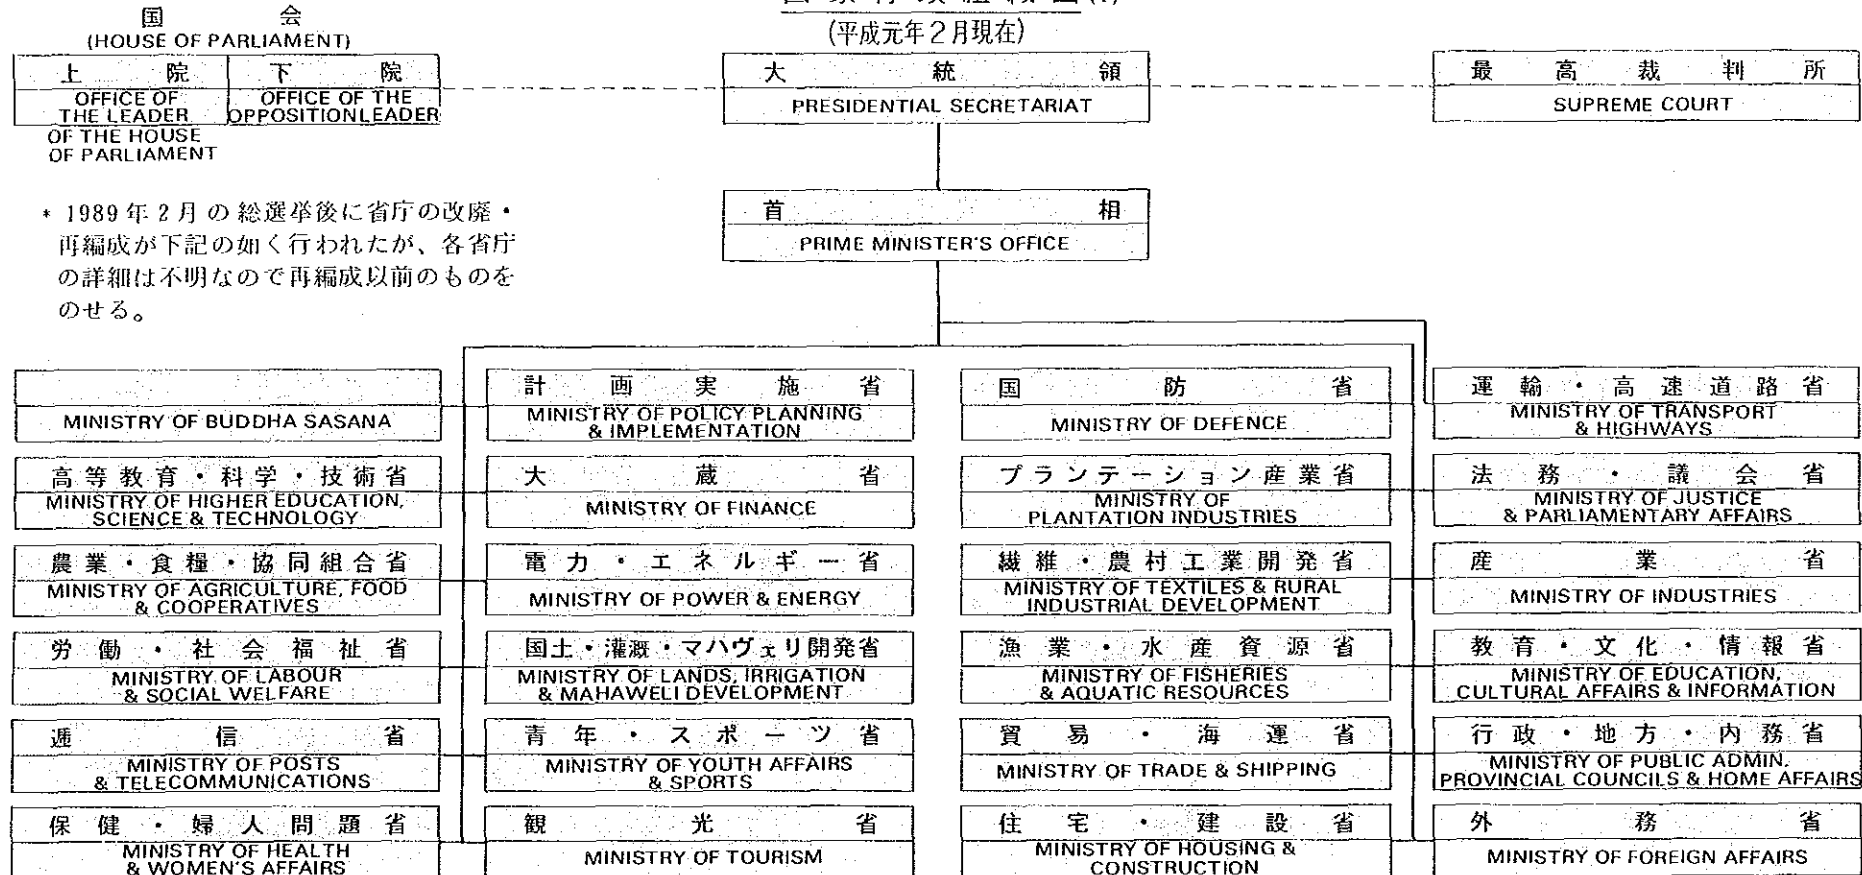 国 会
(HOUSE OF PARLIAMENT)
(平成元年2月現在)
上 院
OFFICE OF
THE LEADER
OF THE HOUSE
OF PARLIAMENT
下 院
OFFICE OF THE
OPPOSITION LEADER
大 統 領
PRESIDENTIAL SECRETARIAT
最 高 裁 判 所
SUPREME COURT
首 相
PRIME MINISTER'S OFFICE
* 1989年2月の総選挙後に省庁の改廃・
再編成が下記の如く行われたが、各省庁
の詳細は不明なので再編成以前のものを
のせる。
MINISTRY OF BUDDHA SASANA
計 画 実 施 省
MINISTRY OF POLICY PLANNING
& IMPLEMENTATION
国 防 省
MINISTRY OF DEFENCE
運 輸 ・ 高 速 道 路 省
MINISTRY OF TRANSPORT
& HIGHWAYS
高等教育・科学・技術省
MINISTRY OF HIGHER EDUCATION,
SCIENCE & TECHNOLOGY
大 蔵 省
MINISTRY OF FINANCE
プランテーション産業省
MINISTRY OF
PLANTATION INDUSTRIES
法 務 ・ 議 会 省
MINISTRY OF JUSTICE
& PARLIAMENTARY AFFAIRS
農業・食糧・協同組合省
MINISTRY OF AGRICULTURE, FOOD
& COOPERATIVES
電 力 ・ エ ネ ル ギ ー 省
MINISTRY OF POWER & ENERGY
繊維・農村工業開発省
MINISTRY OF TEXTILES & RURAL
INDUSTRIAL DEVELOPMENT
産 業 省
MINISTRY OF INDUSTRIES
労 働 ・ 社 会 福 祉 省
MINISTRY OF LABOUR
& SOCIAL WELFARE
国土・灌漑・マハヴェリ開発省
MINISTRY OF LANDS, IRRIGATION
& MAHAWELI DEVELOPMENT
漁 業 ・ 水 産 資 源 省
MINISTRY OF FISHERIES
& AQUATIC RESOURCES
教 育 ・ 文 化 ・ 情 報 省
MINISTRY OF EDUCATION,
CULTURAL AFFAIRS & INFORMATION
逓 信 省
MINISTRY OF POSTS
& TELECOMMUNICATIONS
青 年 ・ ス ポ ー ツ 省
MINISTRY OF YOUTH AFFAIRS
& SPORTS
貿 易 ・ 海 運 省
MINISTRY OF TRADE & SHIPPING
行 政 ・ 地 方 ・ 内 務 省
MINISTRY OF PUBLIC ADMIN.
PROVINCIAL COUNCILS & HOME AFFAIRS
保 健 ・ 婦 人 問 題 省
MINISTRY OF HEALTH
& WOMEN'S AFFAIRS
観 光 省
MINISTRY OF TOURISM
住 宅 ・ 建 設 省
MINISTRY OF HOUSING &
CONSTRUCTION
外 務 省
MINISTRY OF FOREIGN AFFAIRS